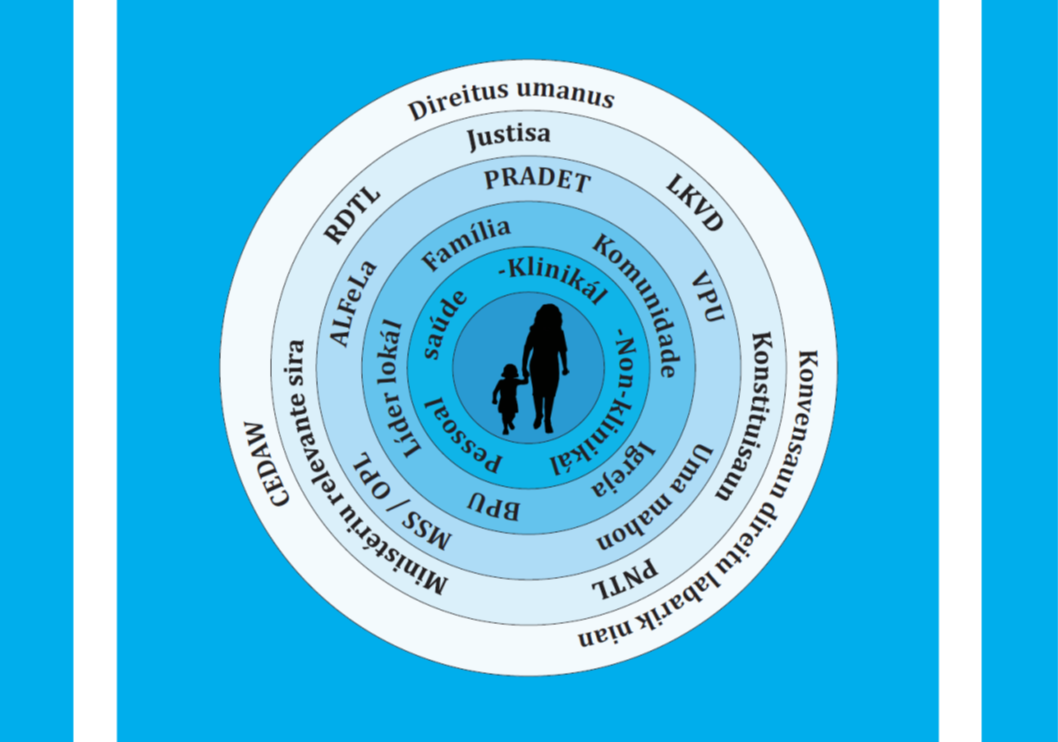 Direitus umanus
Konvensaun direitu labarik nian
CEDAW
Justisa
LKVD
Konstituisaun
PNTL
Ministériu relevante sira
RDTL
PRADET
VPU
Uma mahon
MSS / OPL
ALFeLa
Família
Komunidade
Igreja
BPU
Líder lokál
-Klinikál
-Non-klinikál
Pessoal
saúde